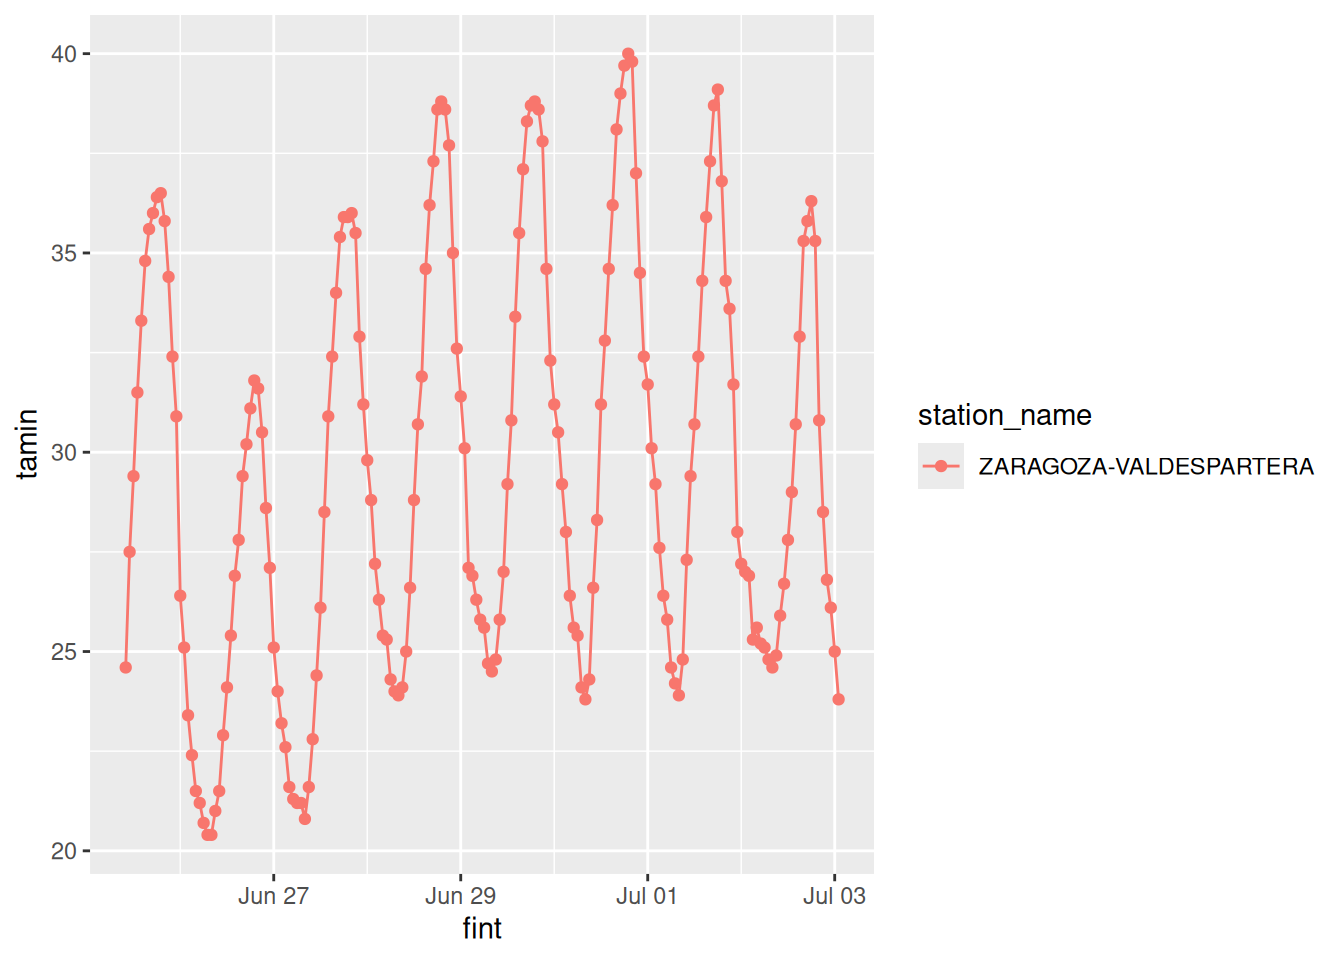 40
35
30
25
20
tamin
Jun 27
Jun 29
Jul 01
Jul 03
fint
station_name
ZARAGOZA-VALDESPARTERA